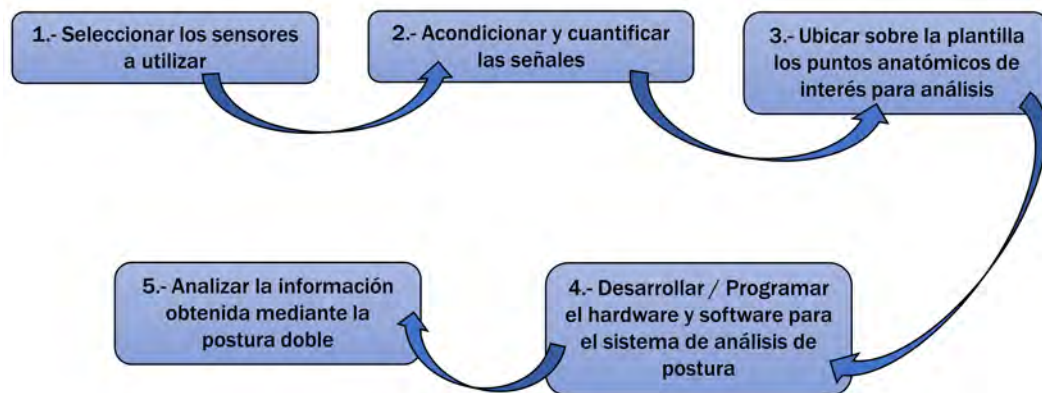 1.- Seleccionar los sensores
a utilizar
2.- Acondicionar y cuantificar
las señales
3.- Ubicar sobre la plantilla
los puntos anatómicos de
interés para análisis
4.- Desarrollar / Programar
el hardware y software para
el sistema de análisis de
postura
5.- Analizar la información
obtenida mediante la
postura doble